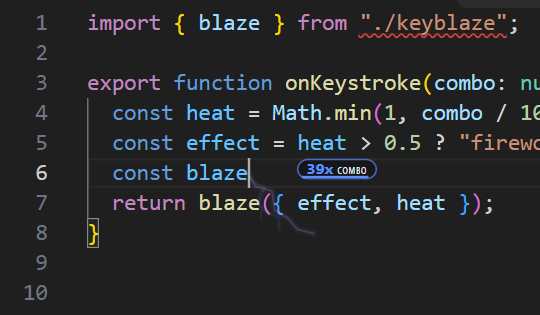 1 import { blaze } from "./keyblaze";
2
3 export function onKeystroke(combo: nu
4 const heat = Math.min(1, combo / 10
5 const effect = heat > 0.5 ? "firewo
6 const blaze 39x COMBO
7 return blaze({ effect, heat });
8 }
9
10